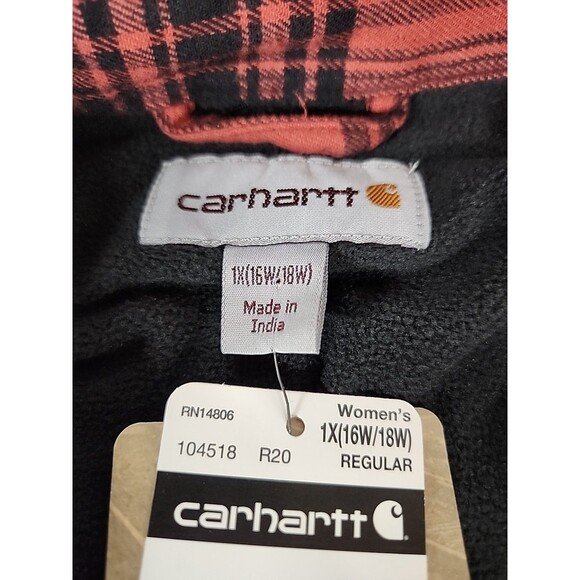 carhartt
1X(16W/18W)
Made in
India
RN14806
Women's
104518 R20
1X(16W/18W)
REGULAR
carhartt